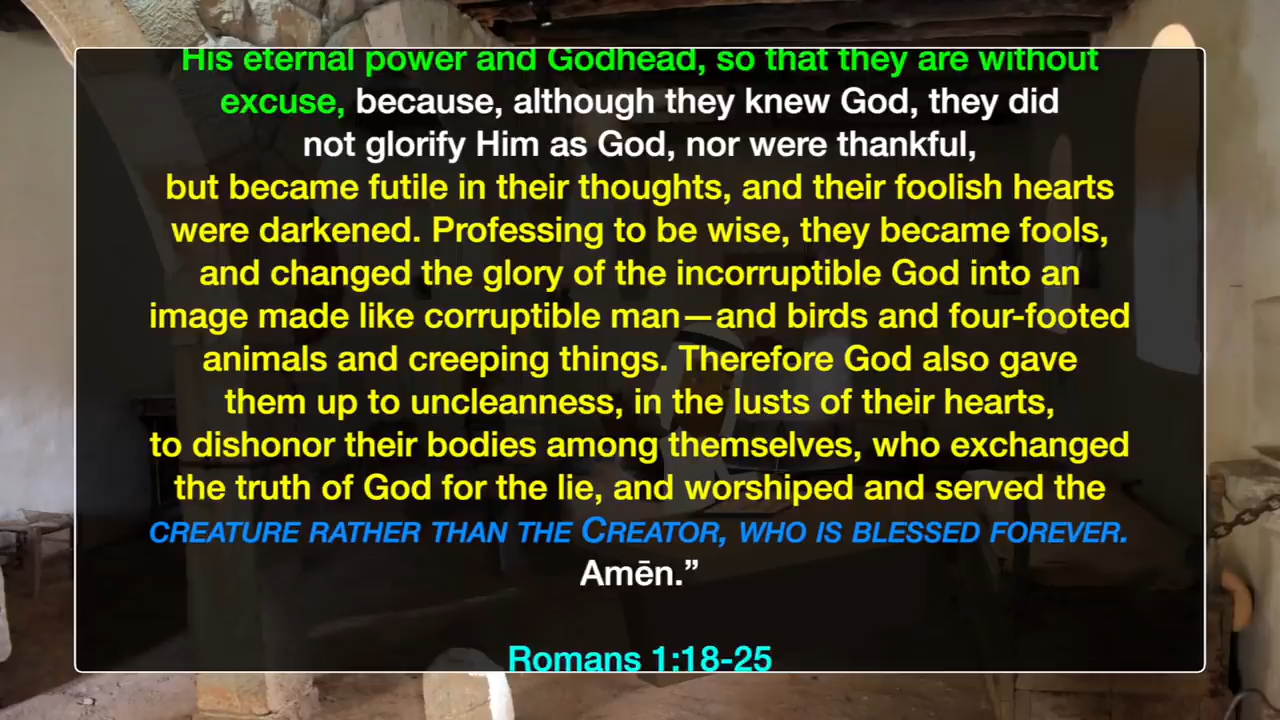 His eternal power and Godhead, so that they are without
excuse, because, although they knew God, they did
not glorify Him as God, nor were thankful,
but became futile in their thoughts, and their foolish hearts
were darkened. Professing to be wise, they became fools,
and changed the glory of the incorruptible God into an
image made like corruptible man—and birds and four-footed
animals and creeping things. Therefore God also gave
them up to uncleanness, in the lusts of their hearts,
to dishonor their bodies among themselves, who exchanged
the truth of God for the lie, and worshiped and served the
CREATURE RATHER THAN THE CREATOR, WHO IS BLESSED FOREVER.
Amēn.”
Romans 1:18-25